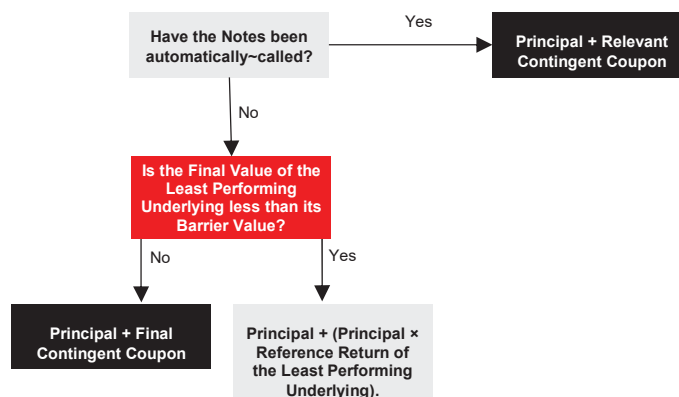 Have the Notes been
automatically~called?
Yes
Principal + Relevant
Contingent Coupon
No
Is the Final Value of the
Least Performing
Underlying less than its
Barrier Value?
No
Yes
Principal + Final
Contingent Coupon
Principal + (Principal ×
Reference Return of
the Least Performing
Underlying).